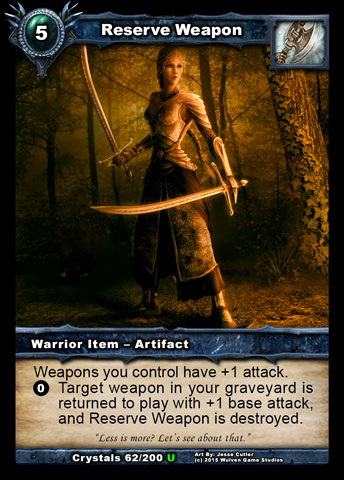 5
Reserve Weapon
Warrior Item – Artifact
Weapons you control have +1 attack.
0 Target weapon in your graveyard is
returned to play with +1 base attack,
and Reserve Weapon is destroyed.
"Less is more? Let's see about that."
Crystals 62/200 U
Art By: Jesse Cutler
(c) 2015 Wulven Game Studios